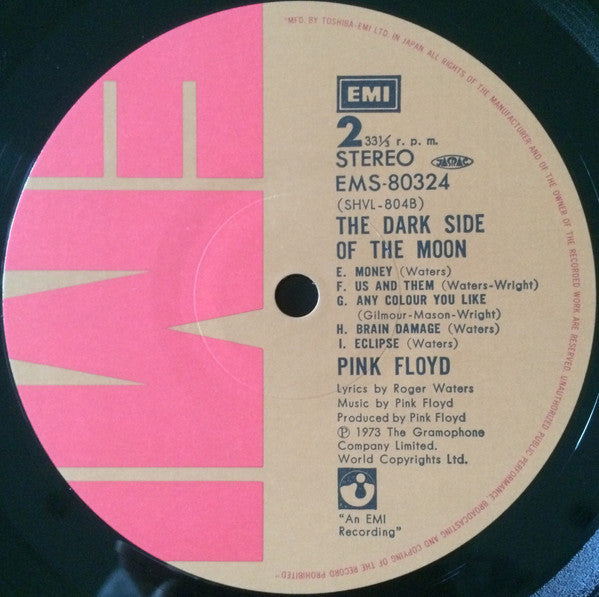 "MFD. BY TOSHIBA-EMI LTD. IN JAPAN ALL RIGHTS OF THE MANUFACTURER AND OF THE OWNER OF THE RECORDED WORK ARE RESERVED. UNAUTHORIZED PUBLIC PERFORMANCE, BROADCASTING AND COPYING OF THE RECORD PROHIBITED"
EMI
EMI
2 33⅓ r. p. m.
STEREO JASRAC
EMS-80324
(SHVL-804B)
THE DARK SIDE
OF THE MOON
E. MONEY (Waters)
F. US AND THEM (Waters-Wright)
G. ANY COLOUR YOU LIKE
(Gilmour-Mason-Wright)
H. BRAIN DAMAGE (Waters)
I. ECLIPSE (Waters)
PINK FLOYD
Lyrics by Roger Waters
Music by Pink Floyd
Produced by Pink Floyd
℗ 1973 The Gramophone
Company Limited.
World Copyrights Ltd.
"An EMI
Recording"